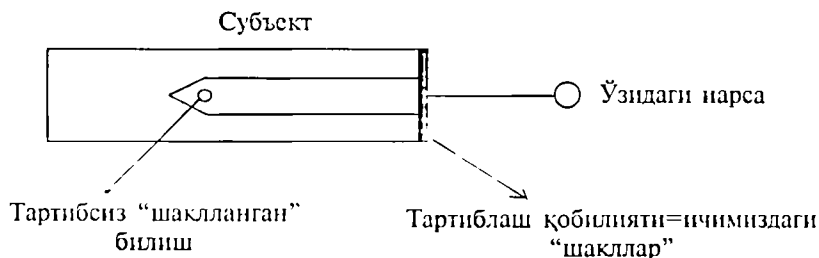 Субъект
Ўзидаги нарса
Тартибсиз “шаклланган”
билиш
Тартиблаш қобилияти=ичимиздаги
“шакллар”